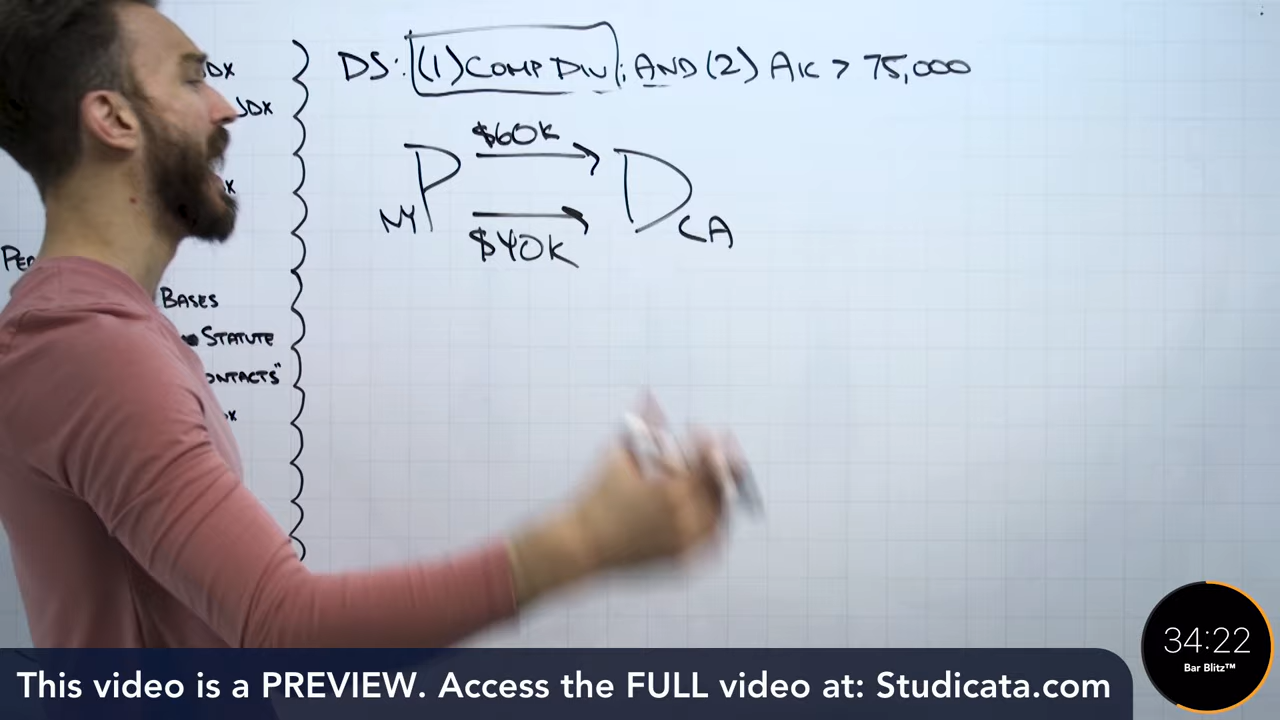 DS: (1) COMP DIV; AND (2) AIC > 75,000
$60K
P D
NY CA
$40K
JDX
BASES
STATUTE
34:22
Bar Blitz™
This video is a PREVIEW. Access the FULL video at: Studicata.com